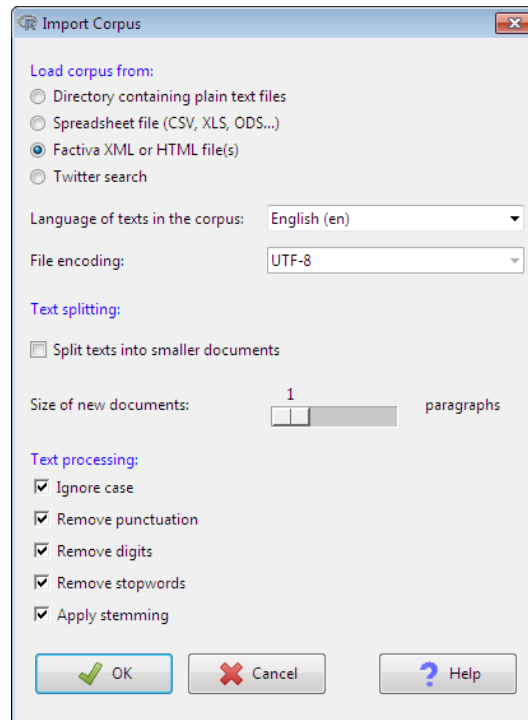 Import Corpus
Load corpus from:
Directory containing plain text files
Spreadsheet file (CSV, XLS, ODS...)
Factiva XML or HTML file(s)
Twitter search
Language of texts in the corpus: English (en)
File encoding: UTF-8
Text splitting:
Split texts into smaller documents
1
Size of new documents: paragraphs
Text processing:
Ignore case
Remove punctuation
Remove digits
Remove stopwords
Apply stemming
OK Cancel ? Help